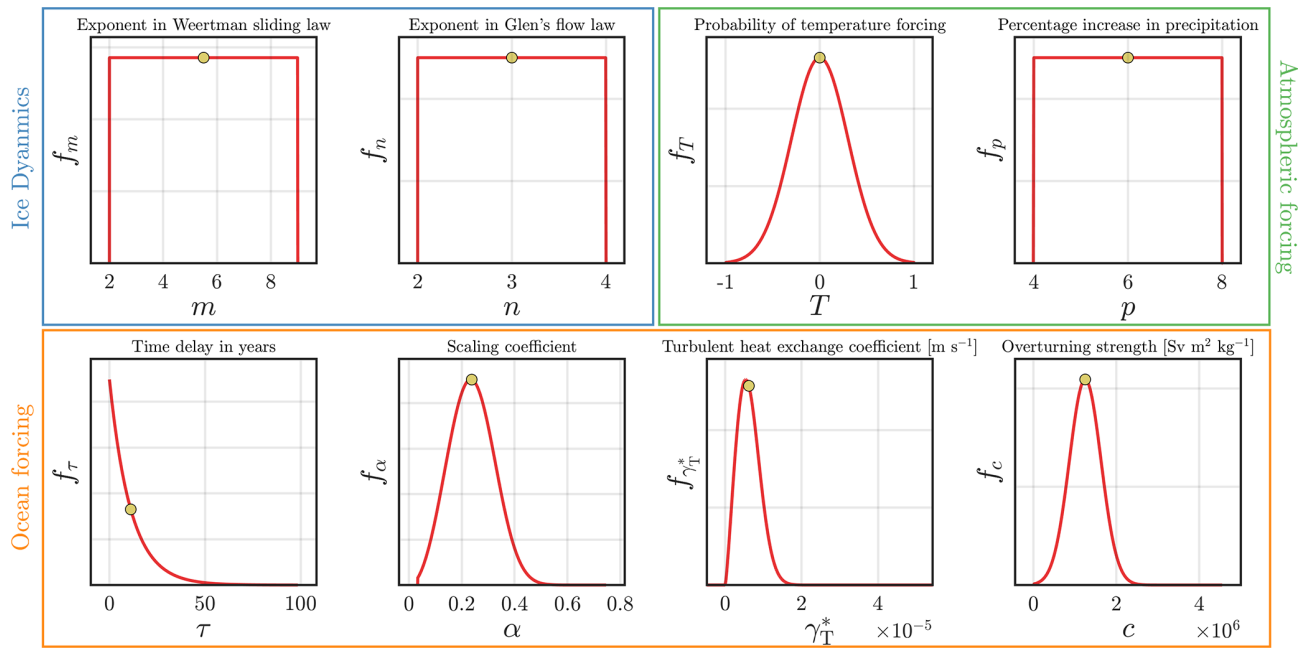 Exponent in Weertman sliding law
Exponent in Glen's flow law
Probability of temperature forcing
Percentage increase in precipitation
Ice Dyanmics
Atmospheric forcing
f_m
f_n
f_T
f_p
2 4 6 8
2 3 4
-1 0 1
4 6 8
m
n
T
p
Time delay in years
Scaling coefficient
Turbulent heat exchange coefficient [m s⁻¹]
Overturning strength [Sv m² kg⁻¹]
Ocean forcing
f_τ
f_α
f_{γ_T^*}
f_c
0 50 100
0 0.2 0.4 0.6 0.8
0 2 4
0 2 4
τ
α
γ_T^* ×10⁻⁵
c ×10⁶